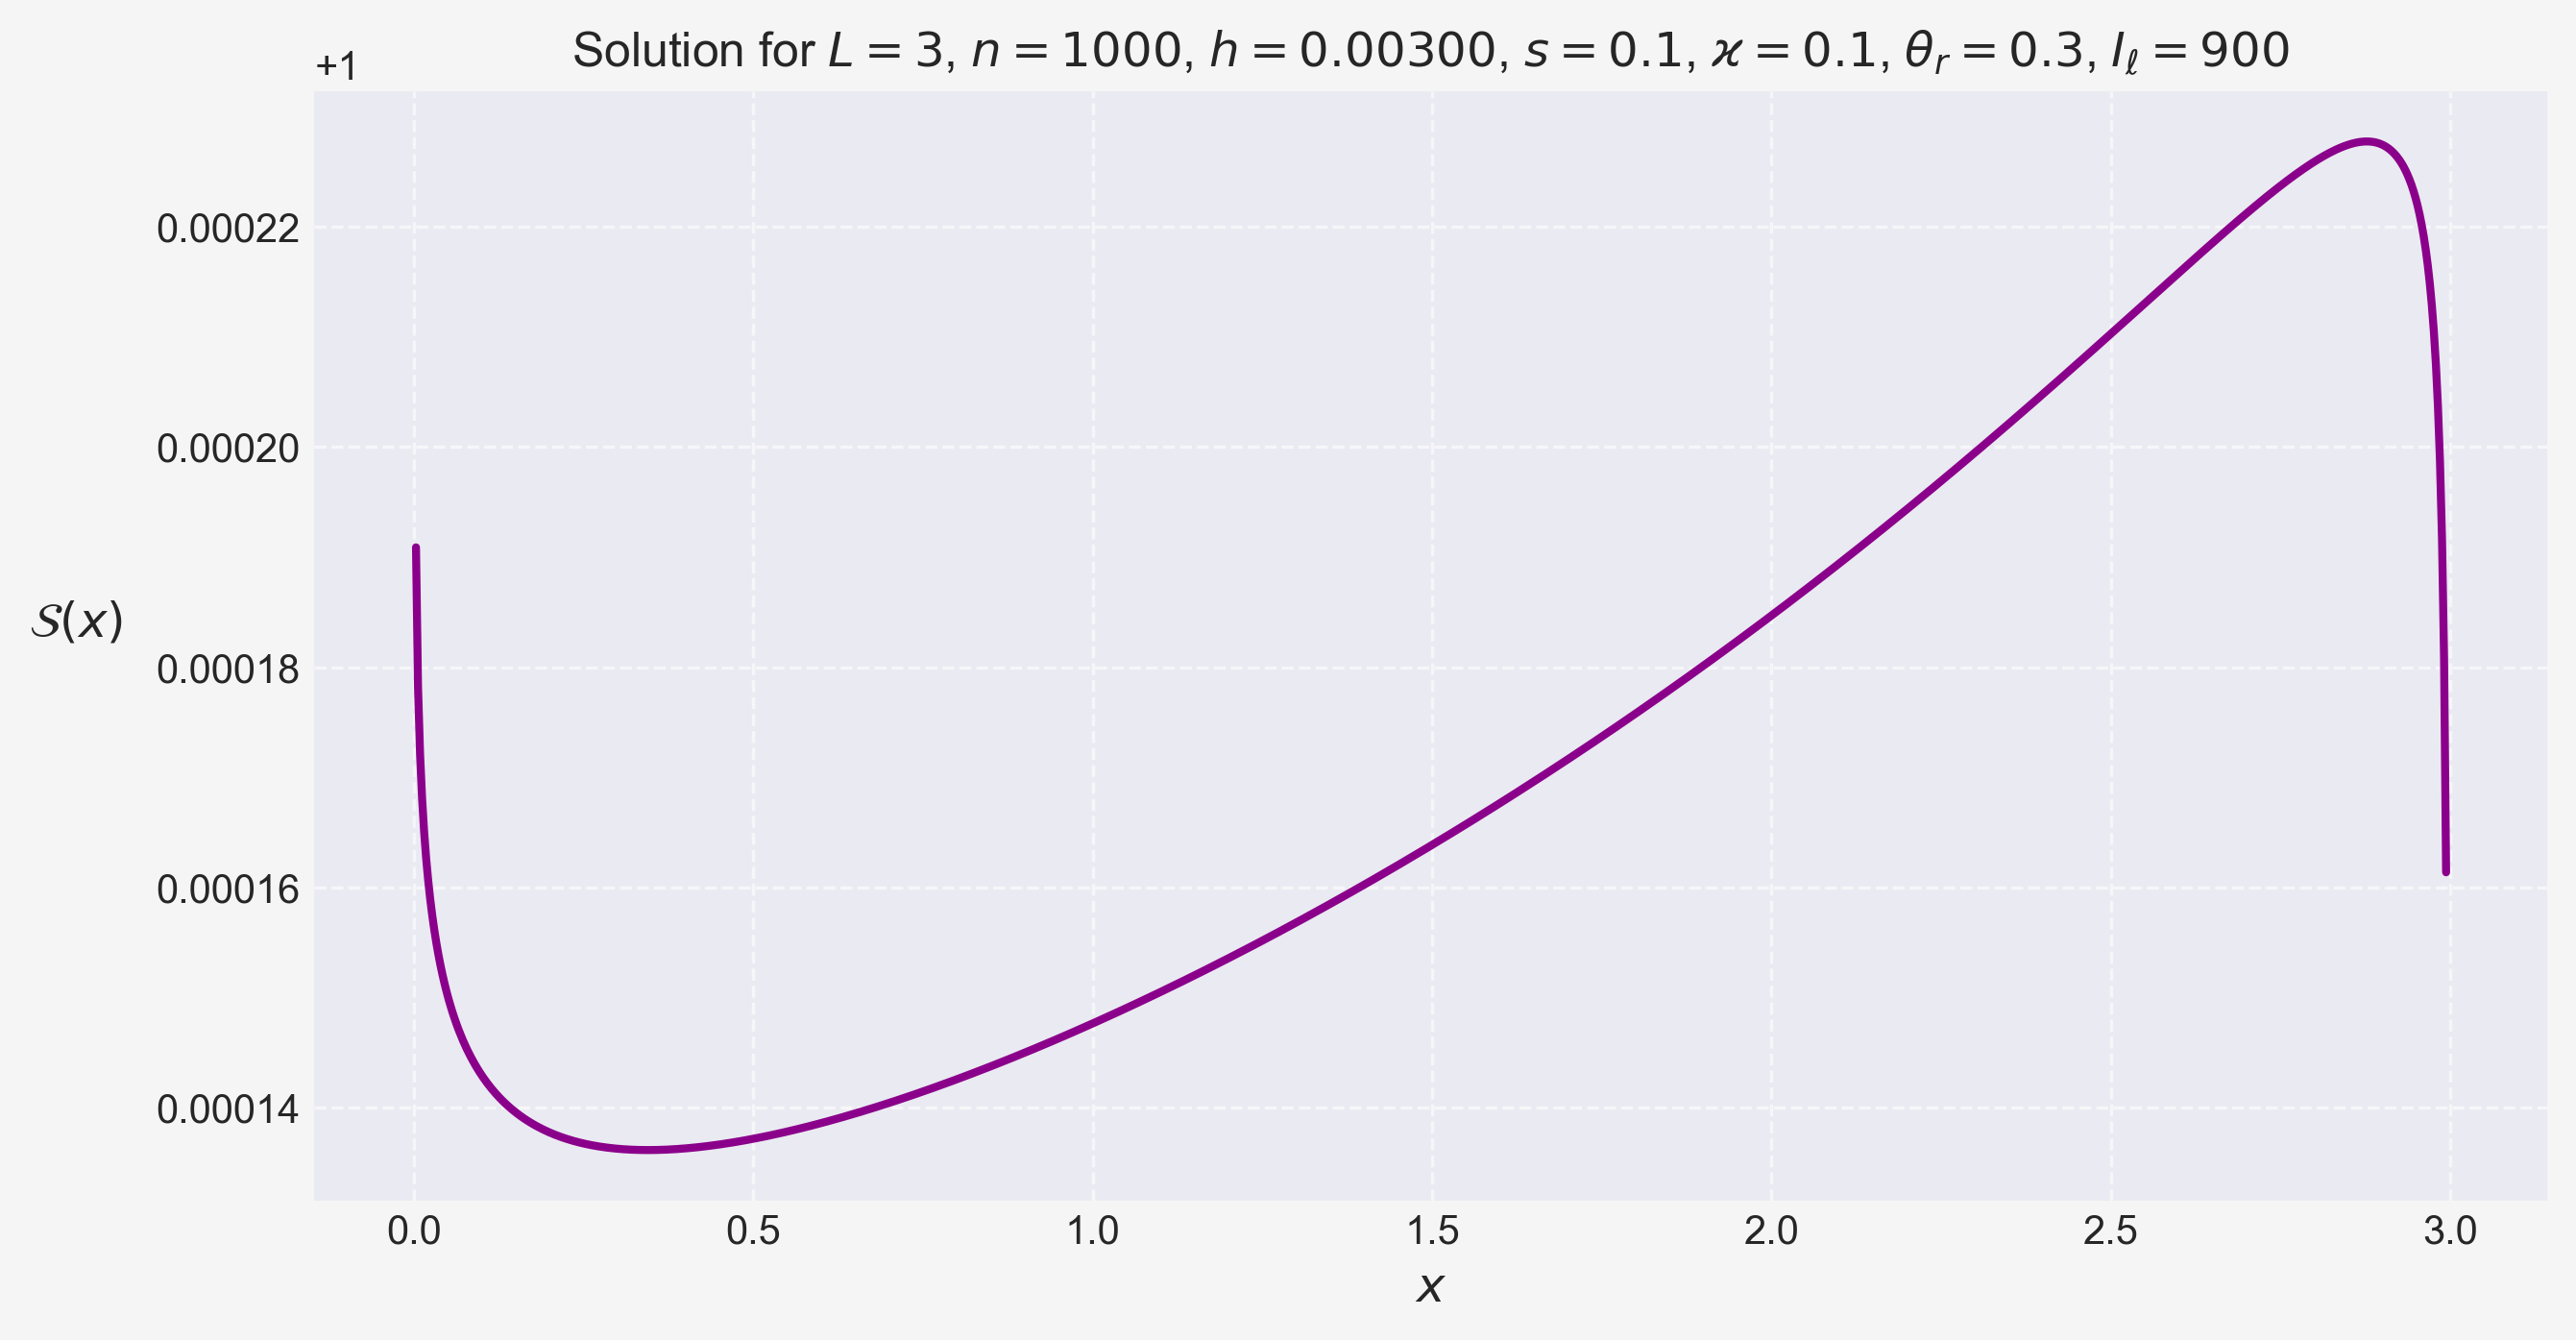 Solution for L = 3, n = 1000, h = 0.00300, s = 0.1, ϰ = 0.1, θ_r = 0.3, I_ℓ = 900
+1
0.00022
0.00020
0.00018
0.00016
0.00014
𝒮(x)
0.0 0.5 1.0 1.5 2.0 2.5 3.0
x